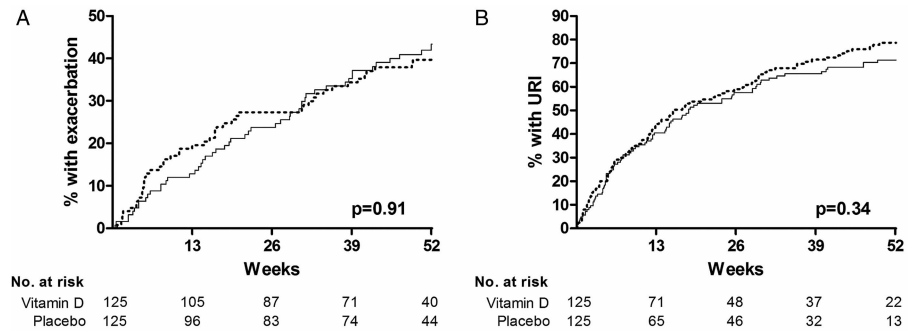 A
% with exacerbation
50
40
30
20
10
0
p=0.91
13 26 39 52
Weeks
No. at risk
Vitamin D 125 105 87 71 40
Placebo 125 96 83 74 44
B
% with URI
90
80
70
60
50
40
30
20
10
0
p=0.34
13 26 39 52
Weeks
No. at risk
Vitamin D 125 71 48 37 22
Placebo 125 65 46 32 13